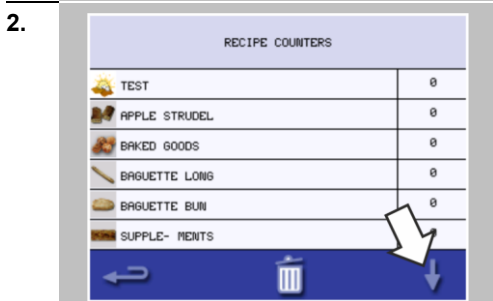 2.
RECIPE COUNTERS
TEST 0
APPLE STRUDEL 0
BAKED GOODS 0
BAGUETTE LONG 0
BAGUETTE BUN 0
SUPPLE- MENTS